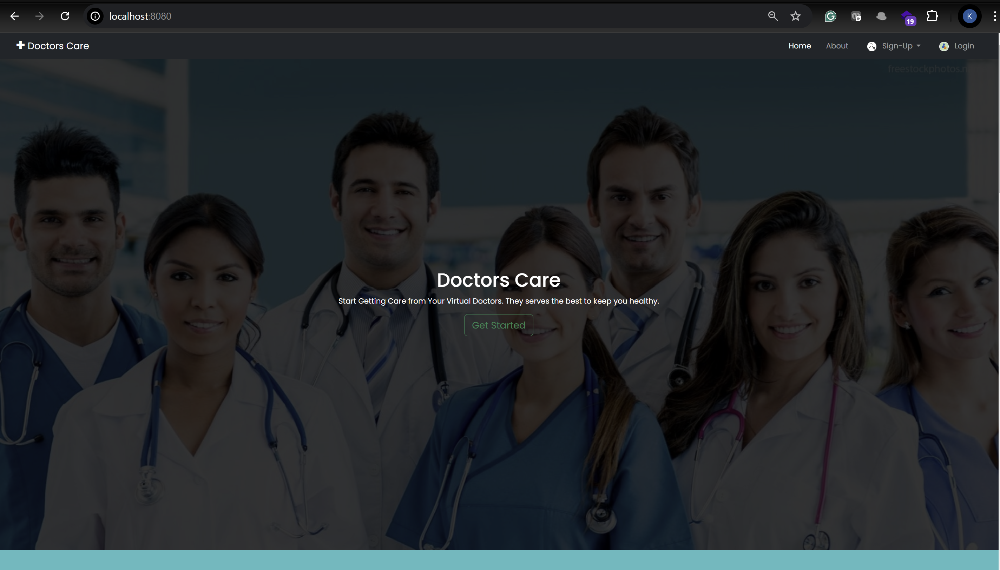 localhost:8080
19
K
Doctors Care
Home About Sign-Up Login
freestockphotos.n
Doctors Care
Start Getting Care from Your Virtual Doctors. They serves the best to keep you healthy.
Get Started